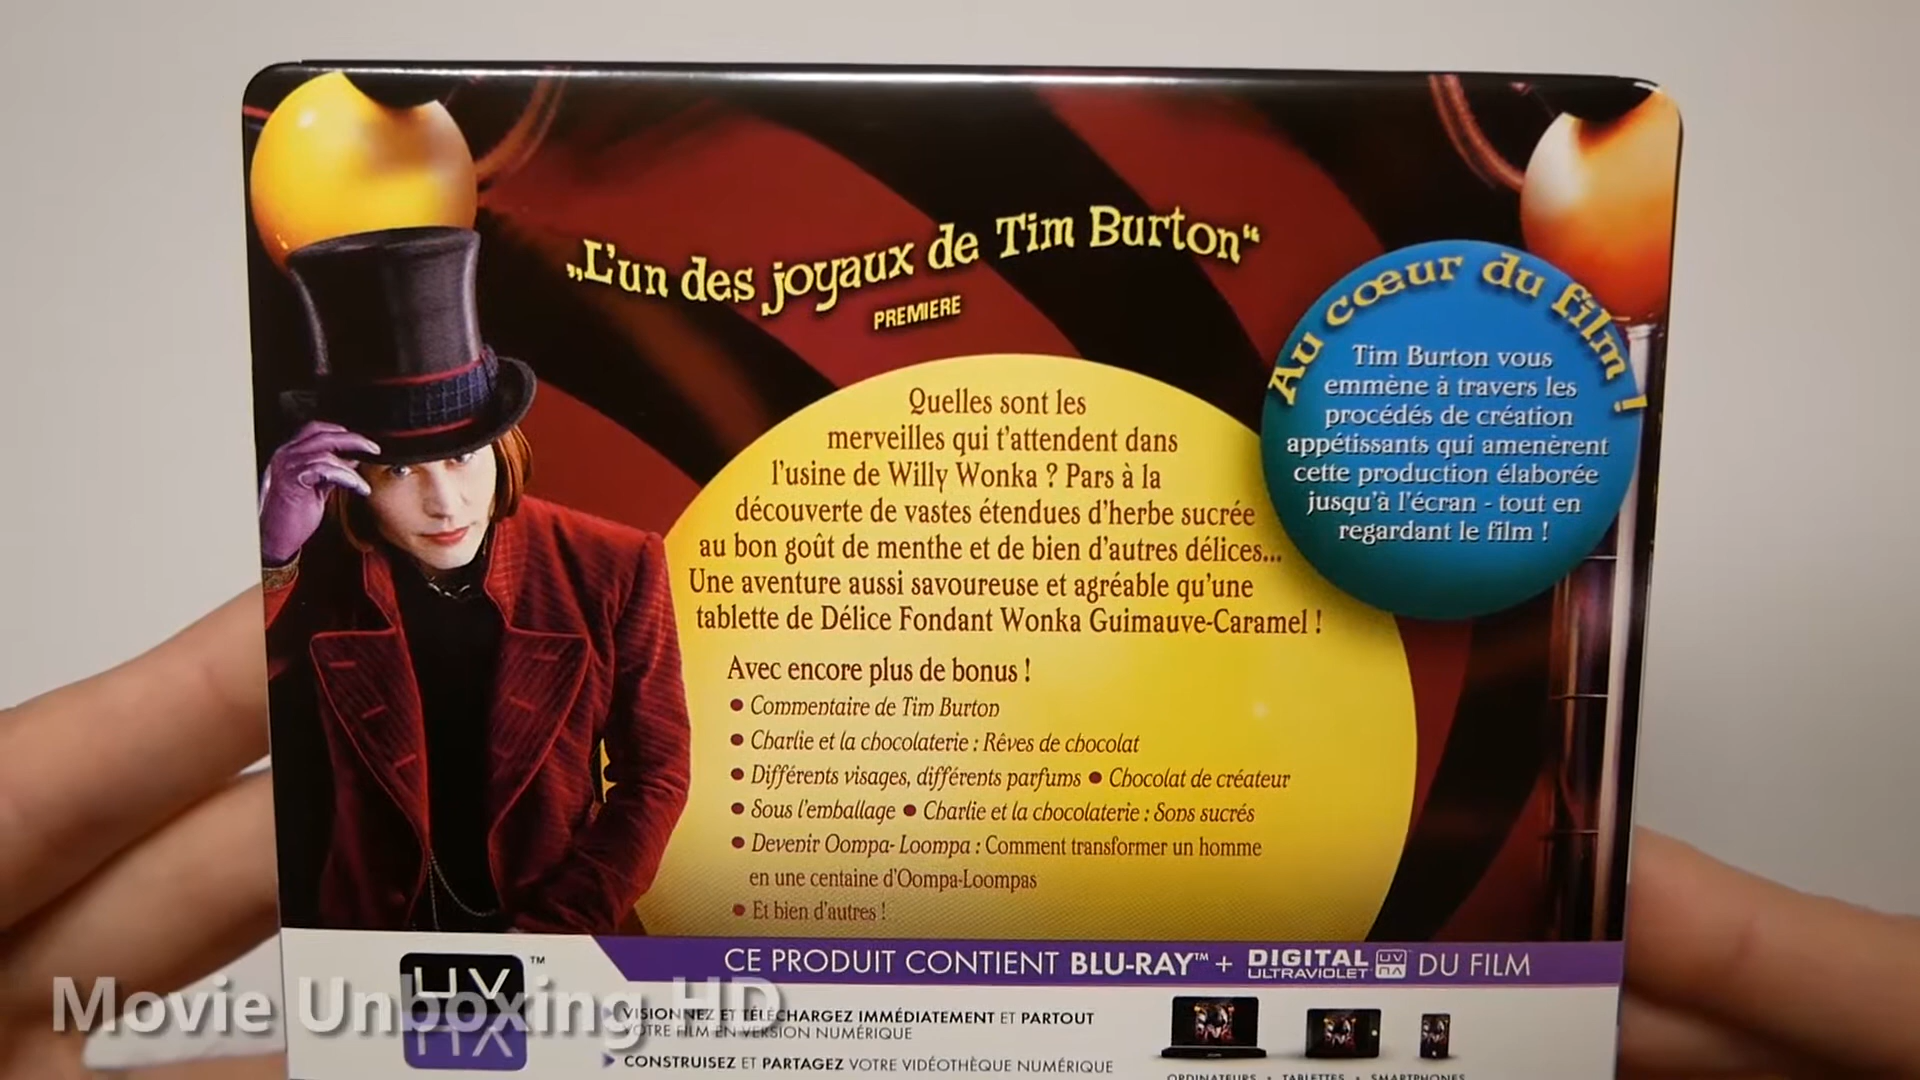 „L'un des joyaux de Tim Burton“
PREMIERE
Au cœur du film !
Tim Burton vous
emmène à travers les
procédés de création
appétissants qui amenèrent
cette production élaborée
jusqu'à l'écran - tout en
regardant le film !
Quelles sont les
merveilles qui t'attendent dans
l'usine de Willy Wonka ? Pars à la
découverte de vastes étendues d'herbe sucrée
au bon goût de menthe et de bien d'autres délices...
Une aventure aussi savoureuse et agréable qu'une
tablette de Délice Fondant Wonka Guimauve-Caramel !
Avec encore plus de bonus !
• Commentaire de Tim Burton
• Charlie et la chocolaterie : Rêves de chocolat
• Différents visages, différents parfums • Chocolat de créateur
• Sous l'emballage • Charlie et la chocolaterie : Sons sucrés
• Devenir Oompa-Loompa : Comment transformer un homme
en une centaine d'Oompa-Loompas
• Et bien d'autres !
CE PRODUIT CONTIENT BLU-RAY™ + DIGITAL ULTRAVIOLET UV DU FILM
UV™
Movie Unboxing HD
VISIONNEZ ET TÉLÉCHARGEZ IMMÉDIATEMENT ET PARTOUT
VOTRE FILM EN VERSION NUMÉRIQUE
CONSTRUISEZ ET PARTAGEZ VOTRE VIDÉOTHÈQUE NUMÉRIQUE
ORDINATEURS • TABLETTES • SMARTPHONES